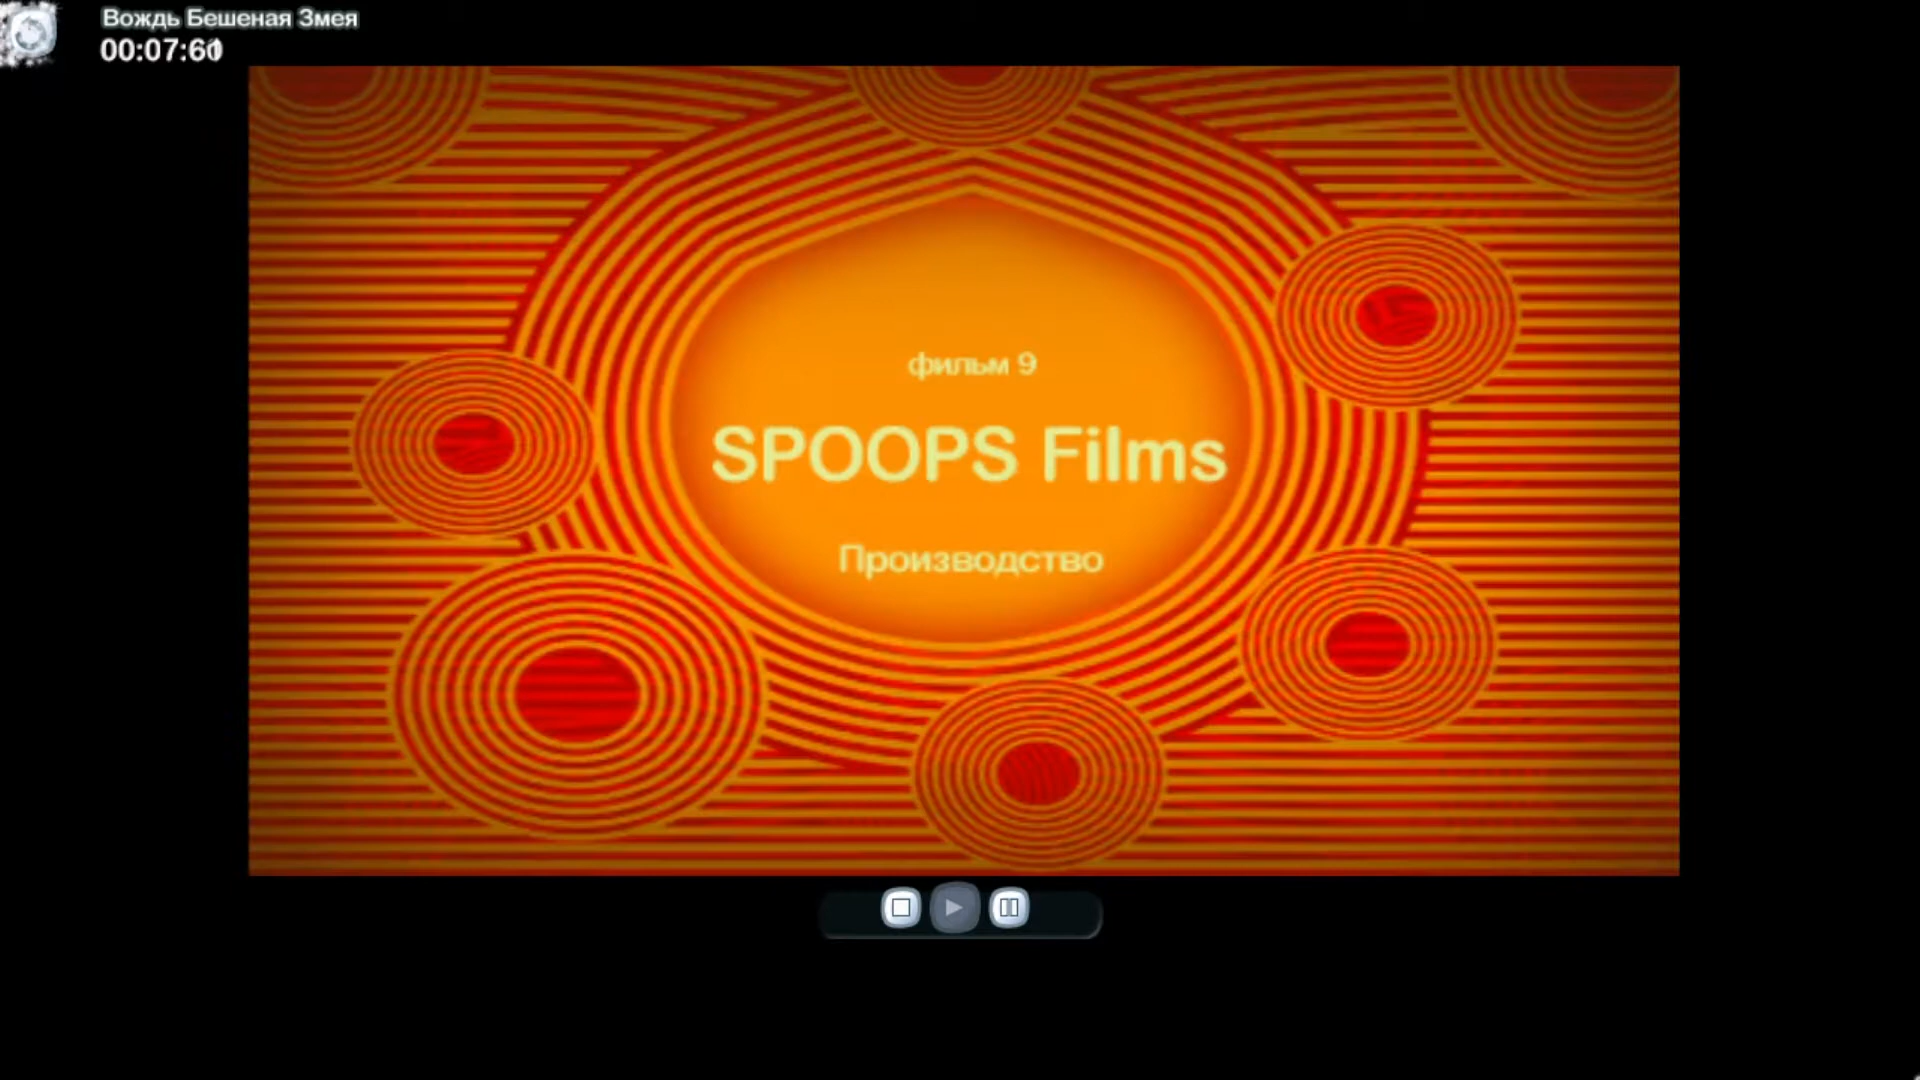 Вождь Бешеная Змея
00:07:60
фильм 9
SPOOPS Films
Производство